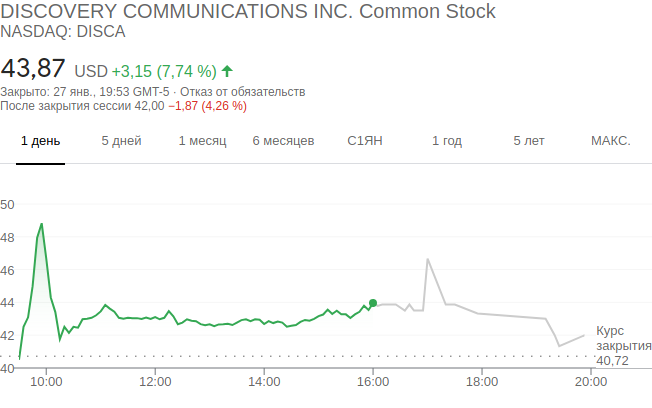 DISCOVERY COMMUNICATIONS INC. Common Stock
NASDAQ: DISCA
43,87 USD +3,15 (7,74 %)
Закрыто: 27 янв., 19:53 GMT-5 · Отказ от обязательств
После закрытия сессии 42,00 −1,87 (4,26 %)
1 день 5 дней 1 месяц 6 месяцев С1ЯН 1 год 5 лет МАКС.
50
48
46
44
42
40
Курс
закрытия
40,72
10:00 12:00 14:00 16:00 18:00 20:00